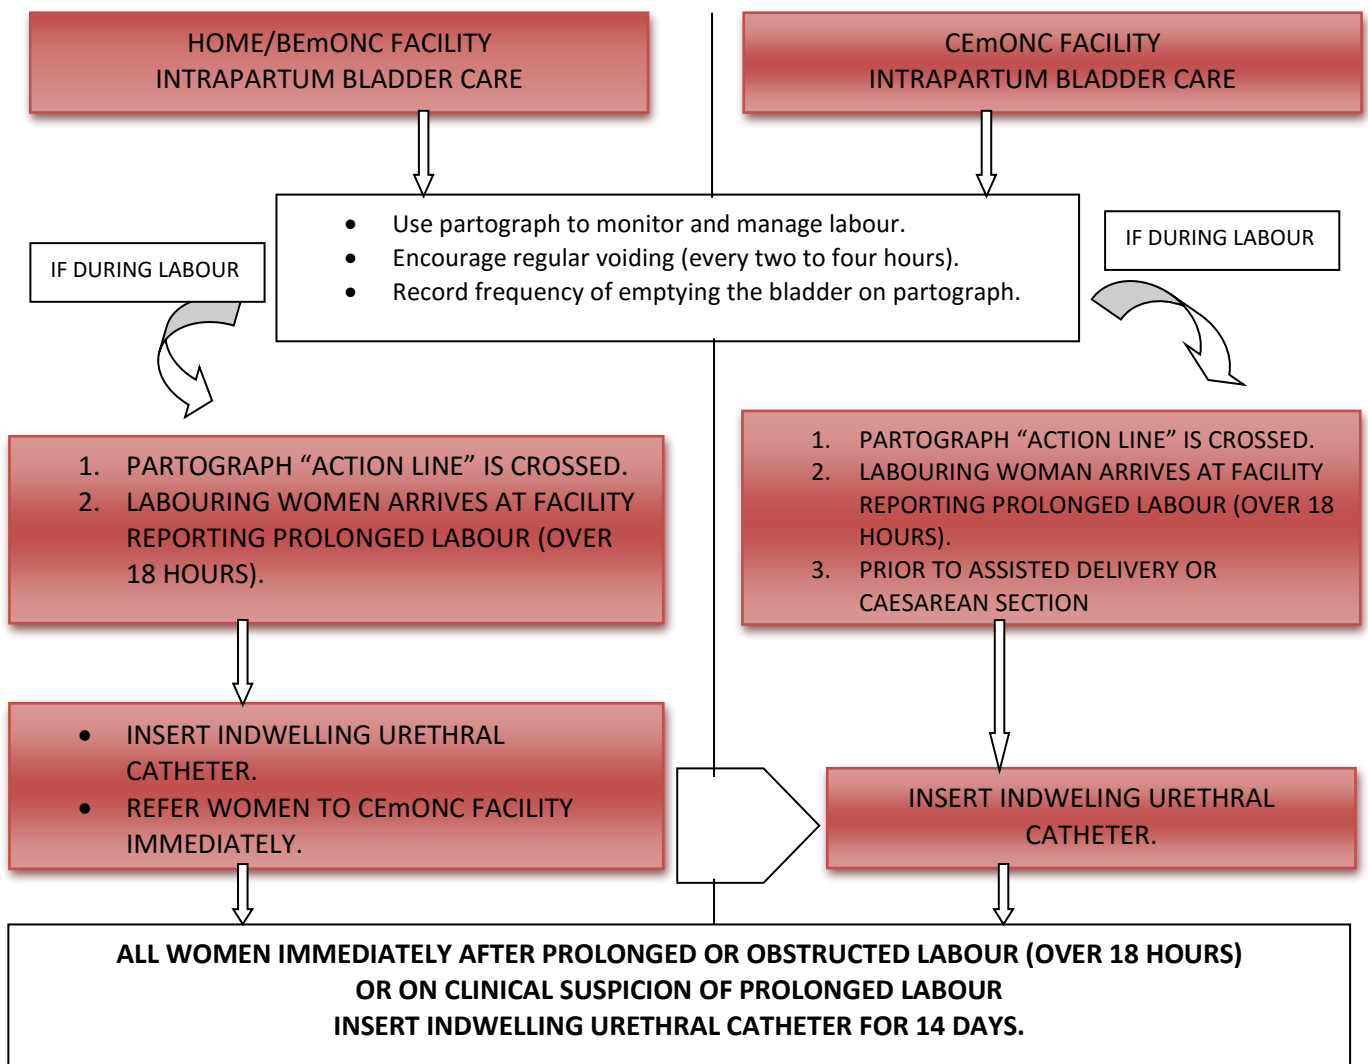 HOME/BEmONC FACILITY
INTRAPARTUM BLADDER CARE
CEmONC FACILITY
INTRAPARTUM BLADDER CARE
• Use partograph to monitor and manage labour.
• Encourage regular voiding (every two to four hours).
• Record frequency of emptying the bladder on partograph.
IF DURING LABOUR
IF DURING LABOUR
1. PARTOGRAPH “ACTION LINE” IS CROSSED.
2. LABOURING WOMEN ARRIVES AT FACILITY
REPORTING PROLONGED LABOUR (OVER
18 HOURS).
1. PARTOGRAPH “ACTION LINE” IS CROSSED.
2. LABOURING WOMAN ARRIVES AT FACILITY
REPORTING PROLONGED LABOUR (OVER 18
HOURS).
3. PRIOR TO ASSISTED DELIVERY OR
CAESAREAN SECTION
• INSERT INDWELLING URETHRAL
CATHETER.
• REFER WOMEN TO CEmONC FACILITY
IMMEDIATELY.
INSERT INDWELING URETHRAL
CATHETER.
ALL WOMEN IMMEDIATELY AFTER PROLONGED OR OBSTRUCTED LABOUR (OVER 18 HOURS)
OR ON CLINICAL SUSPICION OF PROLONGED LABOUR
INSERT INDWELLING URETHRAL CATHETER FOR 14 DAYS.